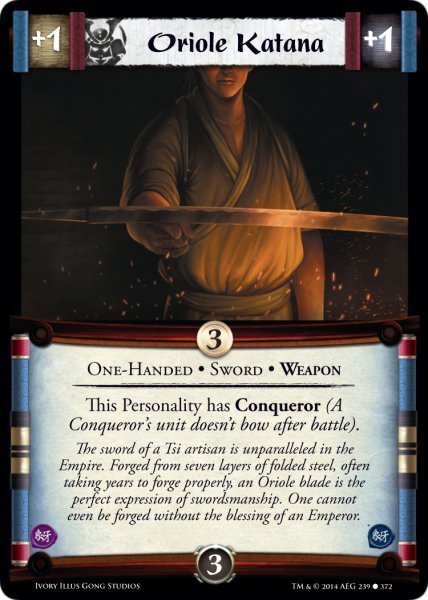 +1 Oriole Katana +1
3
One-Handed • Sword • Weapon
This Personality has Conqueror (A
Conqueror's unit doesn't bow after battle).
The sword of a Tsi artisan is unparalleled in the
Empire. Forged from seven layers of folded steel, often
taking years to forge properly, an Oriole blade is the
perfect expression of swordsmanship. One cannot
even be forged without the blessing of an Emperor.
3
Ivory Illus Gong Studios TM & © 2014 AEG 239 • 372